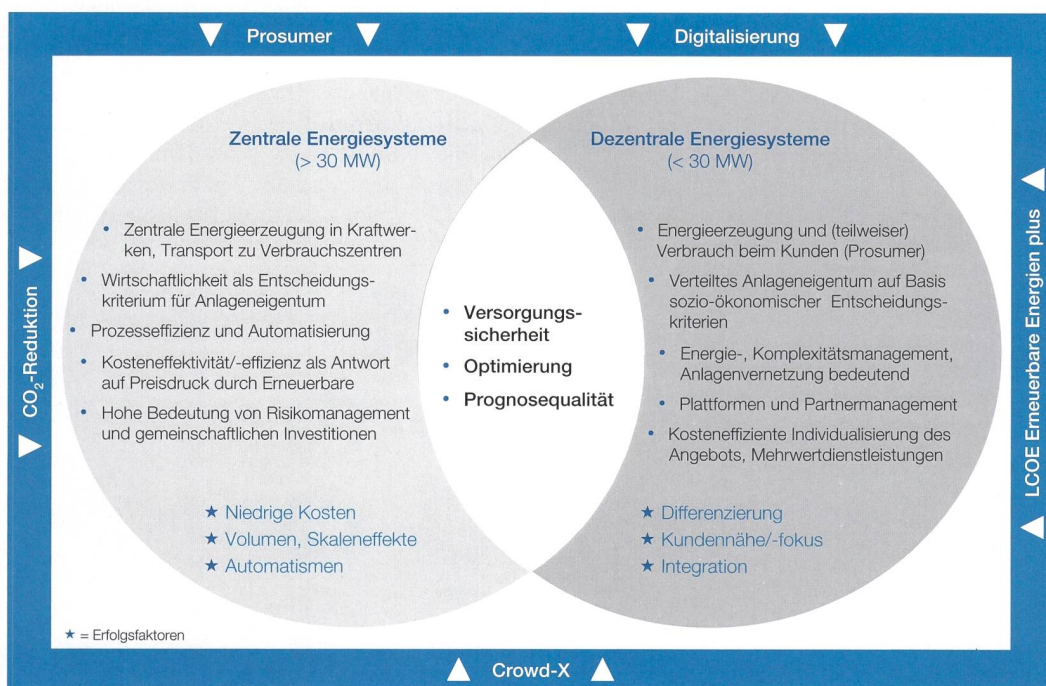 Prosumer
Digitalisierung
Zentrale Energiesysteme
(> 30 MW)
• Zentrale Energieerzeugung in Kraftwer-
ken, Transport zu Verbrauchszentren
• Wirtschaftlichkeit als Entscheidungs-
kriterium für Anlageneigentum
• Prozesseffizienz und Automatisierung
• Kosteneffektivität/-effizienz als Antwort
auf Preisdruck durch Erneuerbare
• Hohe Bedeutung von Risikomanagement
und gemeinschaftlichen Investitionen
★ Niedrige Kosten
★ Volumen, Skaleneffekte
★ Automatismen
• Versorgungs-
sicherheit
• Optimierung
• Prognosequalität
Dezentrale Energiesysteme
(< 30 MW)
• Energieerzeugung und (teilweiser)
Verbrauch beim Kunden (Prosumer)
• Verteiltes Anlageneigentum auf Basis
sozio-ökonomischer Entscheidungs-
kriterien
• Energie-, Komplexitätsmanagement,
Anlagenvernetzung bedeutend
• Plattformen und Partnermanagement
• Kosteneffiziente Individualisierung des
Angebots, Mehrwertdienstleistungen
★ Differenzierung
★ Kundennähe/-fokus
★ Integration
CO₂-Reduktion
LCOE Erneuerbare Energien plus
★ = Erfolgsfaktoren
Crowd-X